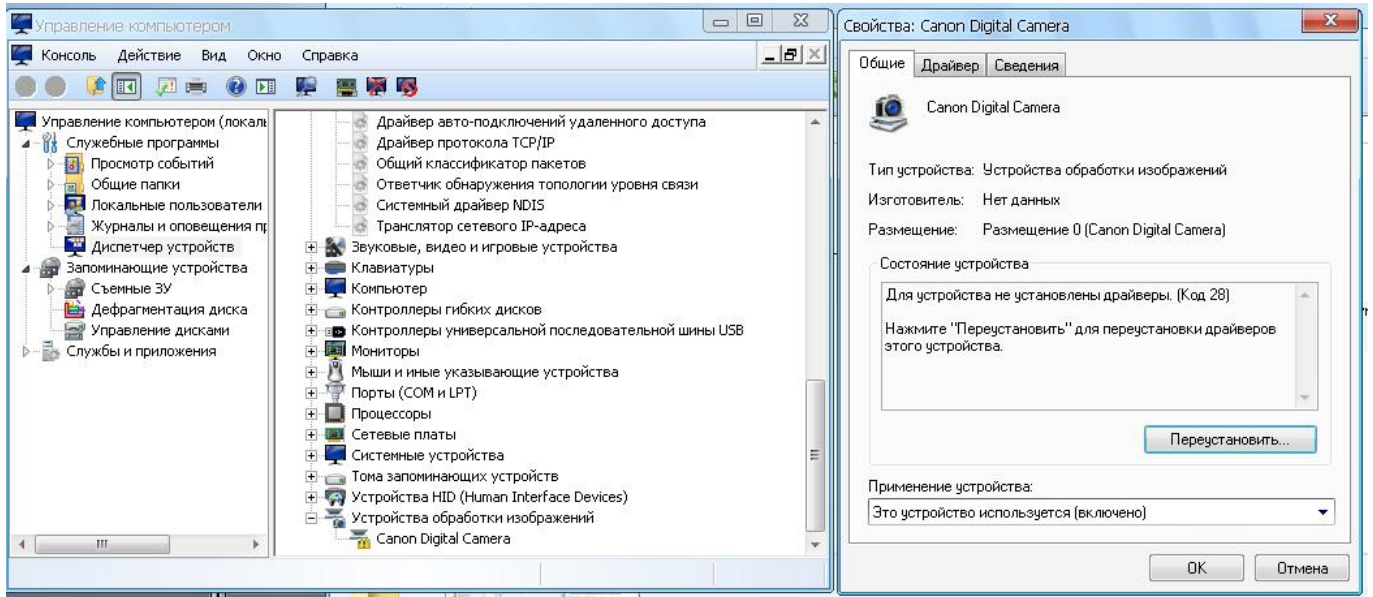 Управление компьютером
Консоль Действие Вид Окно Справка
Управление компьютером (локаль
Служебные программы
Просмотр событий
Общие папки
Локальные пользователи
Журналы и оповещения пр
Диспетчер устройств
Запоминающие устройства
Съемные ЗУ
Дефрагментация диска
Управление дисками
Службы и приложения
Драйвер авто-подключений удаленного доступа
Драйвер протокола TCP/IP
Общий классификатор пакетов
Ответчик обнаружения топологии уровня связи
Системный драйвер NDIS
Транслятор сетевого IP-адреса
Звуковые, видео и игровые устройства
Клавиатуры
Компьютер
Контроллеры гибких дисков
Контроллеры универсальной последовательной шины USB
Мониторы
Мыши и иные указывающие устройства
Порты (COM и LPT)
Процессоры
Сетевые платы
Системные устройства
Тома запоминающих устройств
Устройства HID (Human Interface Devices)
Устройства обработки изображений
Canon Digital Camera
Свойства: Canon Digital Camera
Общие Драйвер Сведения
Canon Digital Camera
Тип устройства: Устройства обработки изображений
Изготовитель: Нет данных
Размещение: Размещение 0 (Canon Digital Camera)
Состояние устройства
Для устройства не установлены драйверы. (Код 28)
Нажмите "Переустановить" для переустановки драйверов
этого устройства.
Переустановить...
Применение устройства:
Это устройство используется (включено)
ОК Отмена